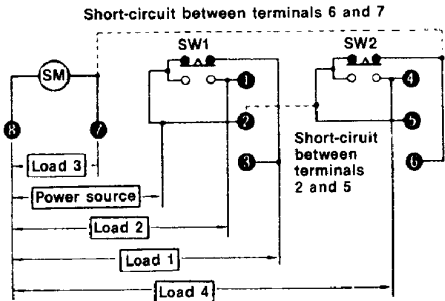 Short-circuit between terminals 6 and 7
SW1
SW2
SM
1
4
8
7
2
5
3
6
Short-ciruit
between
terminals
2 and 5
Load 3
Power source
Load 2
Load 1
Load 4